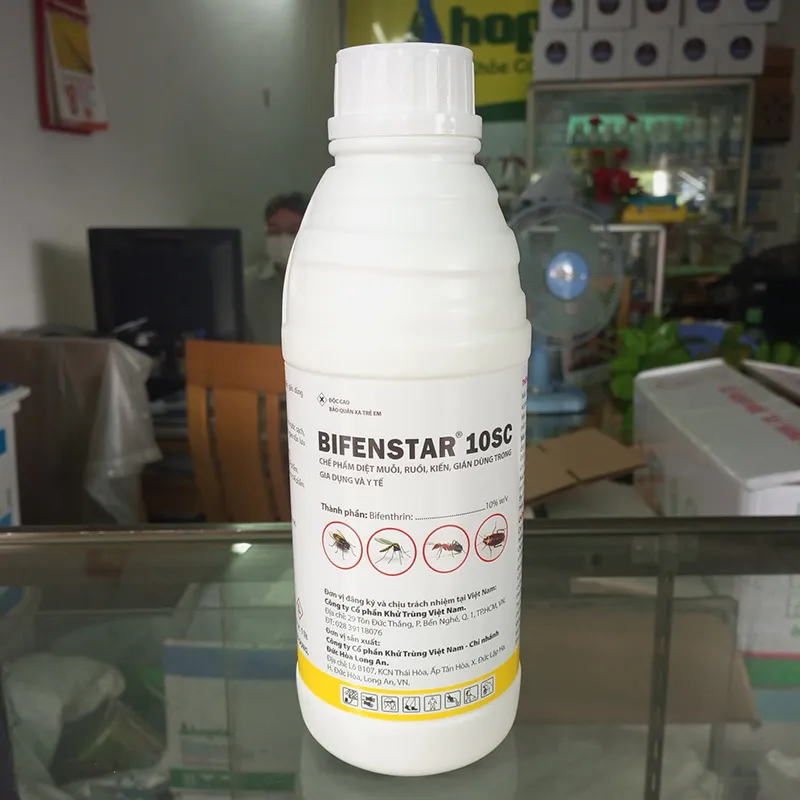 hop
ĐỘC CAO
BẢO QUẢN XA TRẺ EM
BIFENSTAR® 10SC
CHẾ PHẨM DIỆT MUỖI, RUỒI, KIẾN, GIÁN DÙNG TRONG
GIA DỤNG VÀ Y TẾ
Thành phần: Bifenthrin: ........................10% w/v
Đơn vị đăng ký và chịu trách nhiệm tại Việt Nam:
Công ty Cổ phần Khử Trùng Việt Nam.
Địa chỉ: 29 Tôn Đức Thắng, P. Bến Nghé, Q. 1, TP.HCM, VN.
ĐT: 028 39118076
Đơn vị sản xuất:
Công ty Cổ phần Khử Trùng Việt Nam - Chi nhánh
Đức Hòa Long An.
Địa chỉ: Lô B107, KCN Thái Hòa, Ấp Tân Hòa, X. Đức Lập Hạ
H. Đức Hòa, Long An, VN.